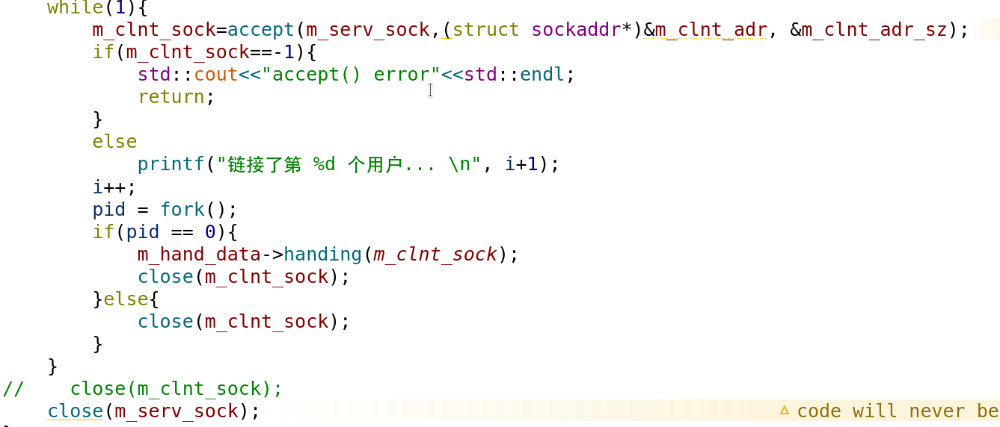 while(1){
m_clnt_sock=accept(m_serv_sock,(struct sockaddr*)&m_clnt_adr, &m_clnt_adr_sz);
if(m_clnt_sock==-1){
std::cout<<"accept() error"<<std::endl;
return;
}
else
printf("链接了第 %d 个用户... \n", i+1);
i++;
pid = fork();
if(pid == 0){
m_hand_data->handing(m_clnt_sock);
close(m_clnt_sock);
}else{
close(m_clnt_sock);
}
}
// close(m_clnt_sock);
close(m_serv_sock); code will never be